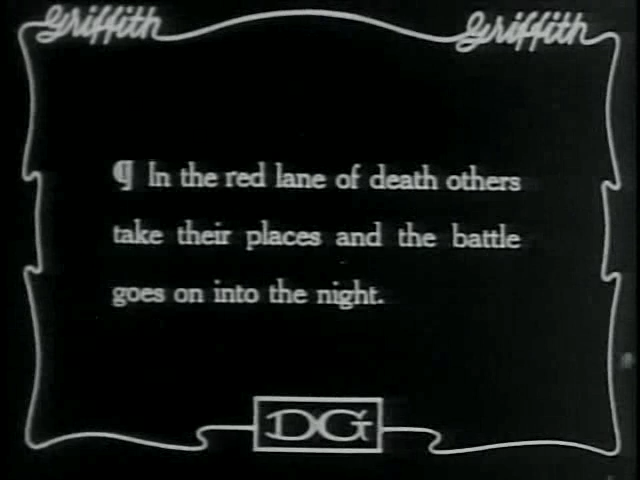 Griffith Griffith
¶ In the red lane of death others
take their places and the battle
goes on into the night.
DG